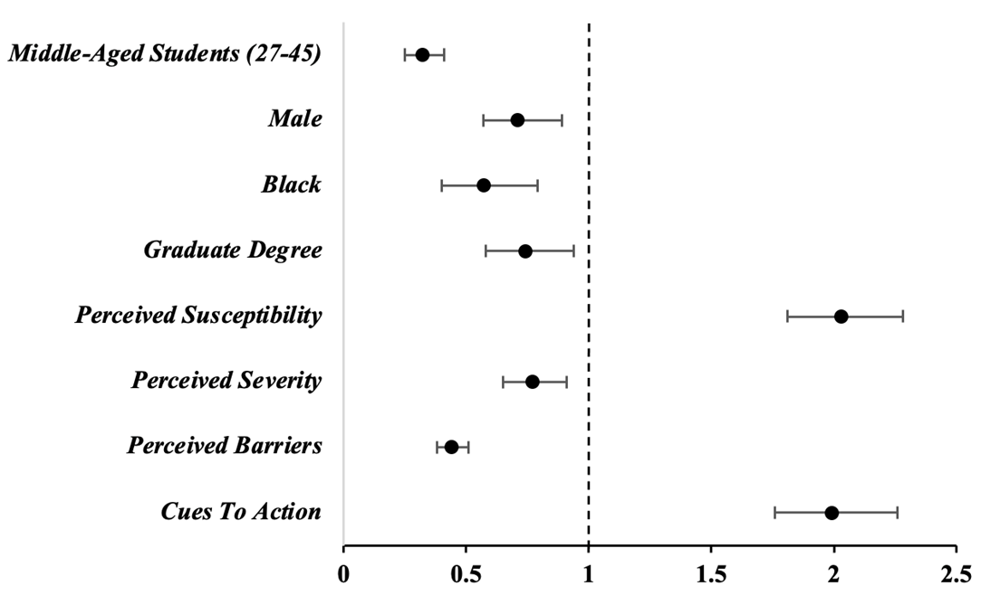 Middle-Aged Students (27-45)
Male
Black
Graduate Degree
Perceived Susceptibility
Perceived Severity
Perceived Barriers
Cues To Action
0 0.5 1 1.5 2 2.5